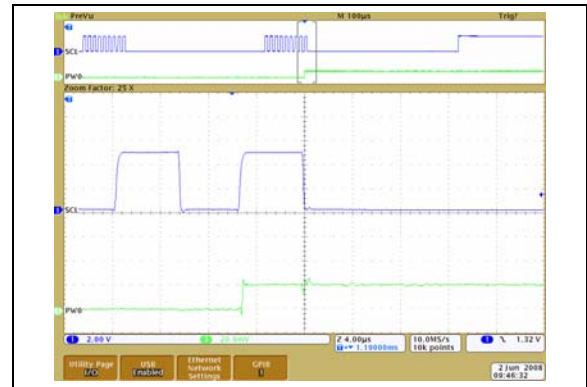 PreVu
M 100µs
Trig?
SCL
PW0
Zoom Factor: 25 X
SCL
PW0
2.00 V
20.0mV
Z 4.00µs
1.19000ms
10.0MS/s
10k points
1.32 V
Utility Page
I/O
USB
Enabled
Ethernet
Network
Settings
GPIB
1
2 Jun 2008
09:46:32